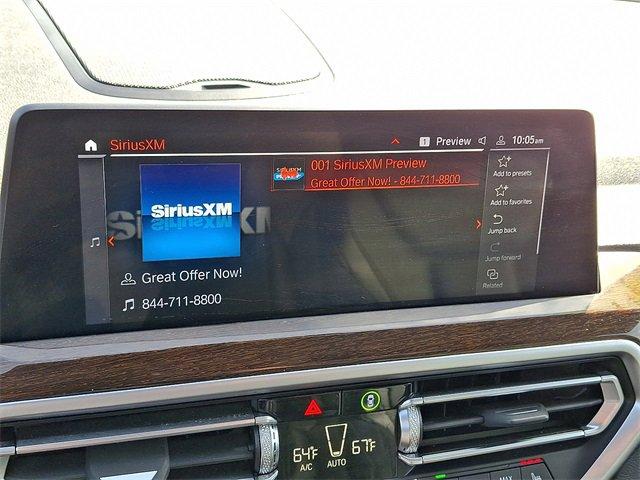 SiriusXM
1 Preview 10:05am
SiriusXM
Great Offer Now!
844-711-8800
001 SiriusXM Preview
Great Offer Now! - 844-711-8800
Add to presets
Add to favorites
Jump back
Jump forward
Related
64°F
A/C
AUTO
67°F
MAX